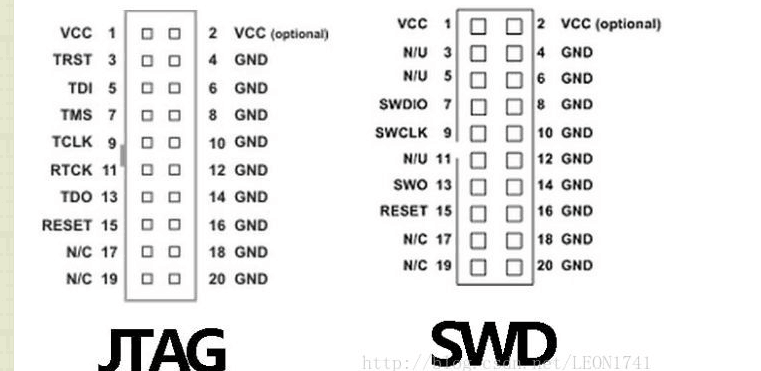 VCC 1 2 VCC (optional)
TRST 3 4 GND
TDI 5 6 GND
TMS 7 8 GND
TCLK 9 10 GND
RTCK 11 12 GND
TDO 13 14 GND
RESET 15 16 GND
N/C 17 18 GND
N/C 19 20 GND
JTAG
VCC 1 2 VCC (optional)
N/U 3 4 GND
N/U 5 6 GND
SWDIO 7 8 GND
SWCLK 9 10 GND
N/U 11 12 GND
SWO 13 14 GND
RESET 15 16 GND
N/C 17 18 GND
N/C 19 20 GND
SWD
http://blog.csdn.net/LEON1741